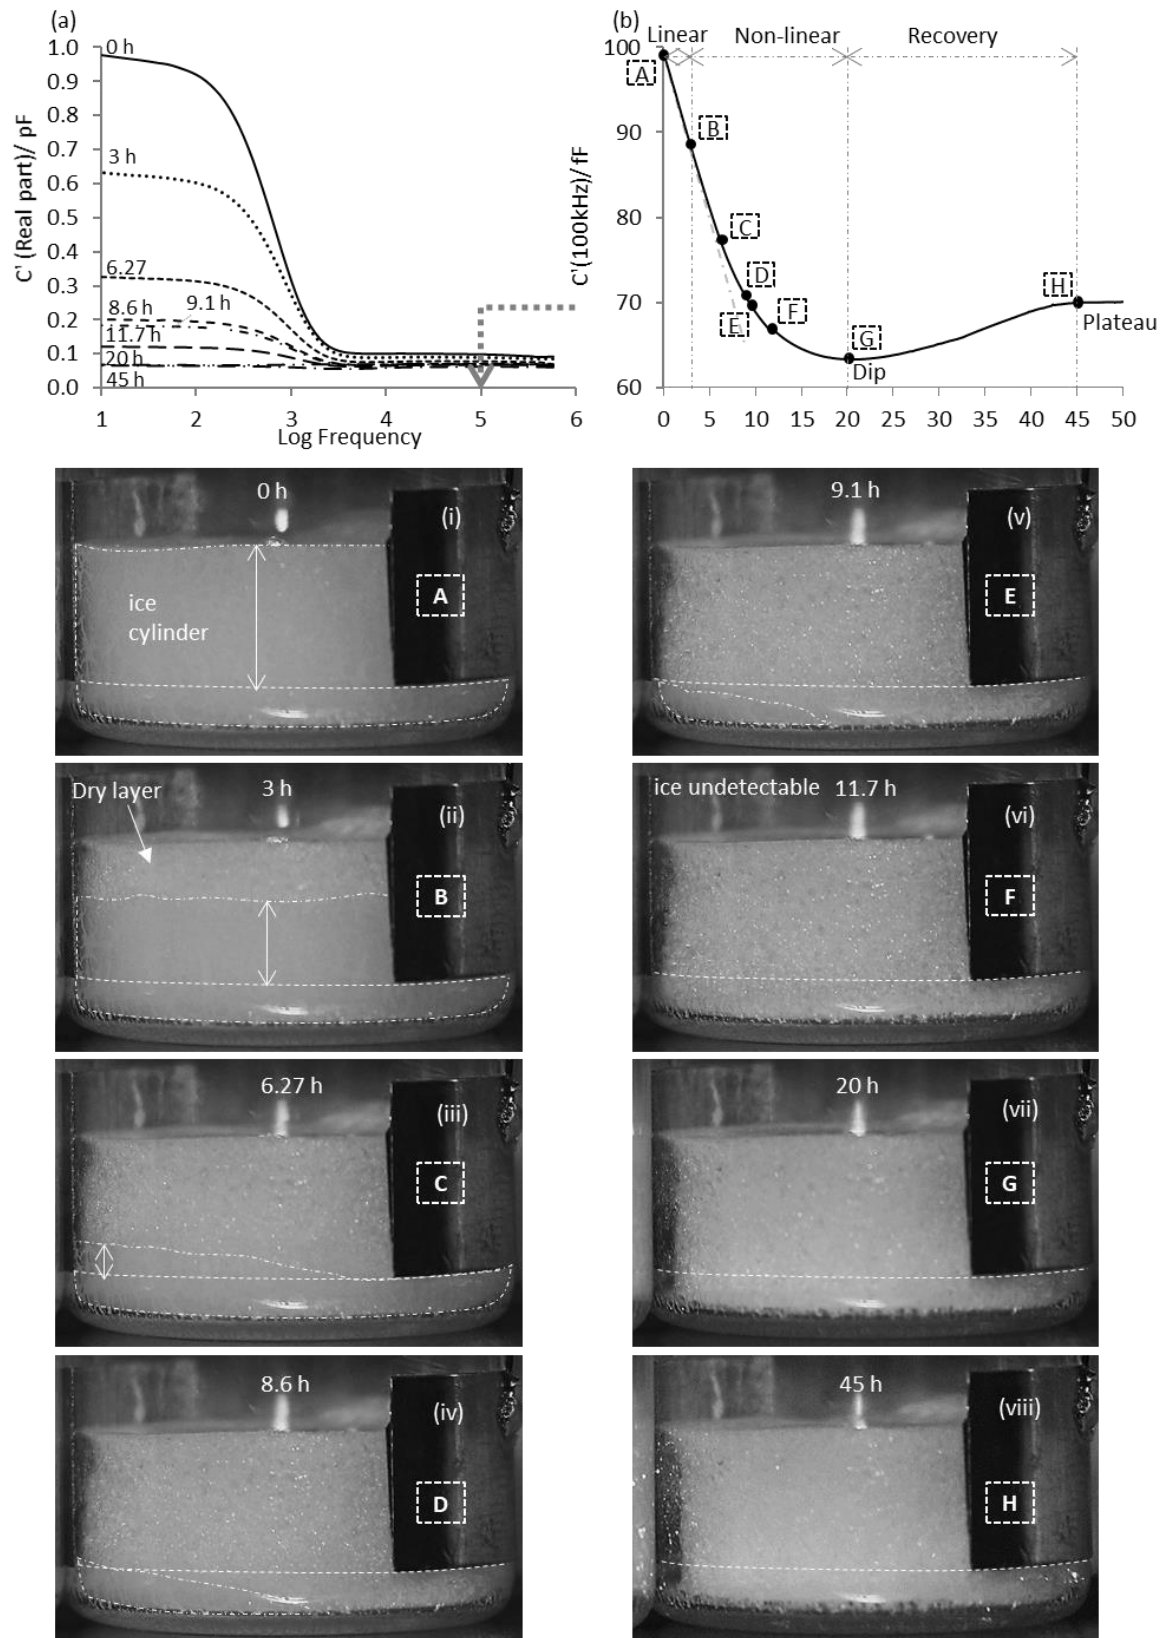 (a)
C' (Real part)/ pF
1.0
0.9
0.8
0.7
0.6
0.5
0.4
0.3
0.2
0.1
0.0
0 h
3 h
6.27
8.6 h
9.1 h
11.7 h
20 h
45 h
1 2 3 4 5 6
Log Frequency
(b)
Linear Non-linear Recovery
C'(100kHz)/ fF
100
90
80
70
60
A
B
C
D
E
F
G
Dip
H
Plateau
0 5 10 15 20 25 30 35 40 45 50
0 h
(i)
ice
cylinder
A
9.1 h
(v)
E
Dry layer
3 h
(ii)
B
ice undetectable 11.7 h
(vi)
F
6.27 h
(iii)
C
20 h
(vii)
G
8.6 h
(iv)
D
45 h
(viii)
H